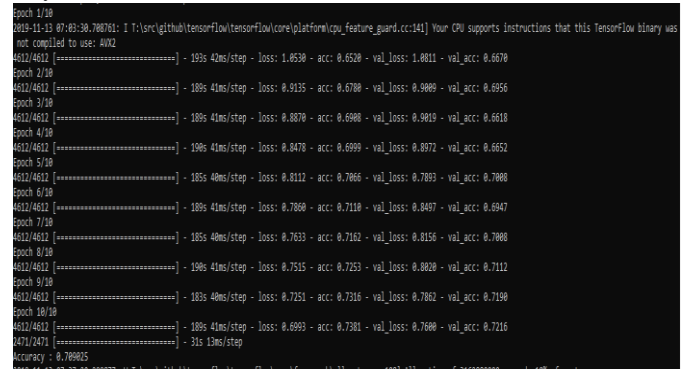 Epoch 1/10
2019-11-13 07:03:30.708761: I T:\src\github\tensorflow\tensorflow\core\platform\cpu_feature_guard.cc:141] Your CPU supports instructions that this TensorFlow binary was
not compiled to use: AVX2
4612/4612 [==============================] - 193s 42ms/step - loss: 1.0530 - acc: 0.6520 - val_loss: 1.0811 - val_acc: 0.6670
Epoch 2/10
4612/4612 [==============================] - 189s 41ms/step - loss: 0.9135 - acc: 0.6780 - val_loss: 0.9009 - val_acc: 0.6956
Epoch 3/10
4612/4612 [==============================] - 189s 41ms/step - loss: 0.8870 - acc: 0.6908 - val_loss: 0.9019 - val_acc: 0.6618
Epoch 4/10
4612/4612 [==============================] - 190s 41ms/step - loss: 0.8478 - acc: 0.6999 - val_loss: 0.8972 - val_acc: 0.6652
Epoch 5/10
4612/4612 [==============================] - 185s 40ms/step - loss: 0.8112 - acc: 0.7066 - val_loss: 0.7893 - val_acc: 0.7008
Epoch 6/10
4612/4612 [==============================] - 189s 41ms/step - loss: 0.7860 - acc: 0.7110 - val_loss: 0.8497 - val_acc: 0.6947
Epoch 7/10
4612/4612 [==============================] - 185s 40ms/step - loss: 0.7633 - acc: 0.7162 - val_loss: 0.8156 - val_acc: 0.7008
Epoch 8/10
4612/4612 [==============================] - 190s 41ms/step - loss: 0.7515 - acc: 0.7253 - val_loss: 0.8020 - val_acc: 0.7112
Epoch 9/10
4612/4612 [==============================] - 183s 40ms/step - loss: 0.7251 - acc: 0.7316 - val_loss: 0.7862 - val_acc: 0.7190
Epoch 10/10
4612/4612 [==============================] - 189s 41ms/step - loss: 0.6993 - acc: 0.7381 - val_loss: 0.7600 - val_acc: 0.7216
2471/2471 [==============================] - 31s 13ms/step
Accuracy : 0.709025